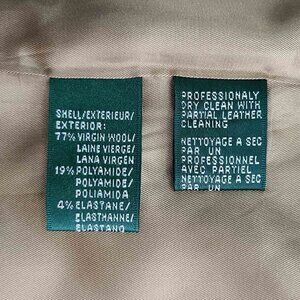 SHELL/EXTERIEUR/
EXTERIOR:
77% VIRGIN WOOL/
LAINE VIERGE/
LANA VIRGEN
19% POLYAMIDE/
POLYAMIDE/
POLIAMIDA
4% ELASTANE/
ELASTHANNE/
ELASTANO
PROFESSIONALY
DRY CLEAN WITH
PARTIAL LEATHER
CLEANING
NETTOYAGE A SEC
PAR UN
PROFESSIONNEL
AVEC PARTIEL
NETTOYAGE A SEC
PAR UN